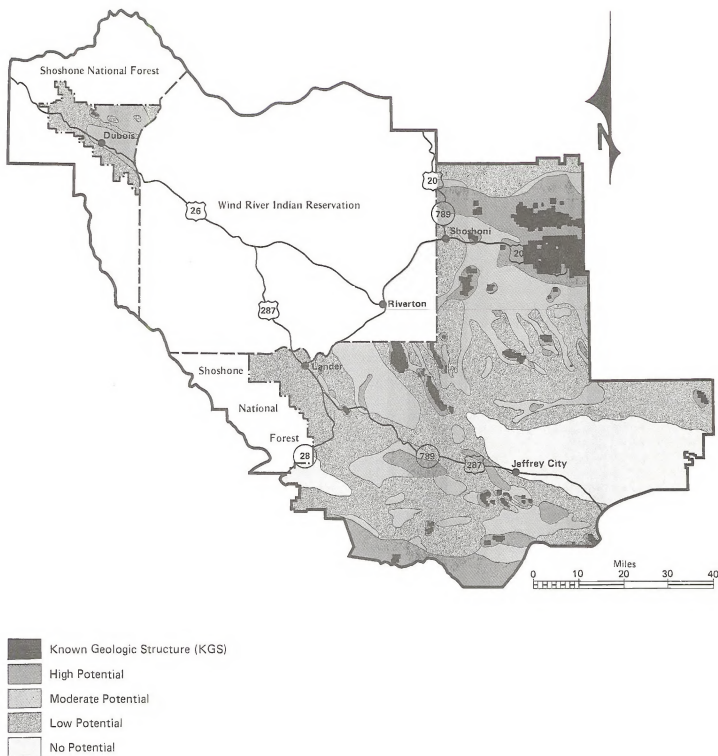 Shoshone National Forest
Dubois
N
20
26
Wind River Indian Reservation
789
Shoshoni
20
287
Riverton
Shoshone
Lander
National
Forest
28
789
287
Jeffrey City
Miles
0 10 20 30 40
Known Geologic Structure (KGS)
High Potential
Moderate Potential
Low Potential
No Potential